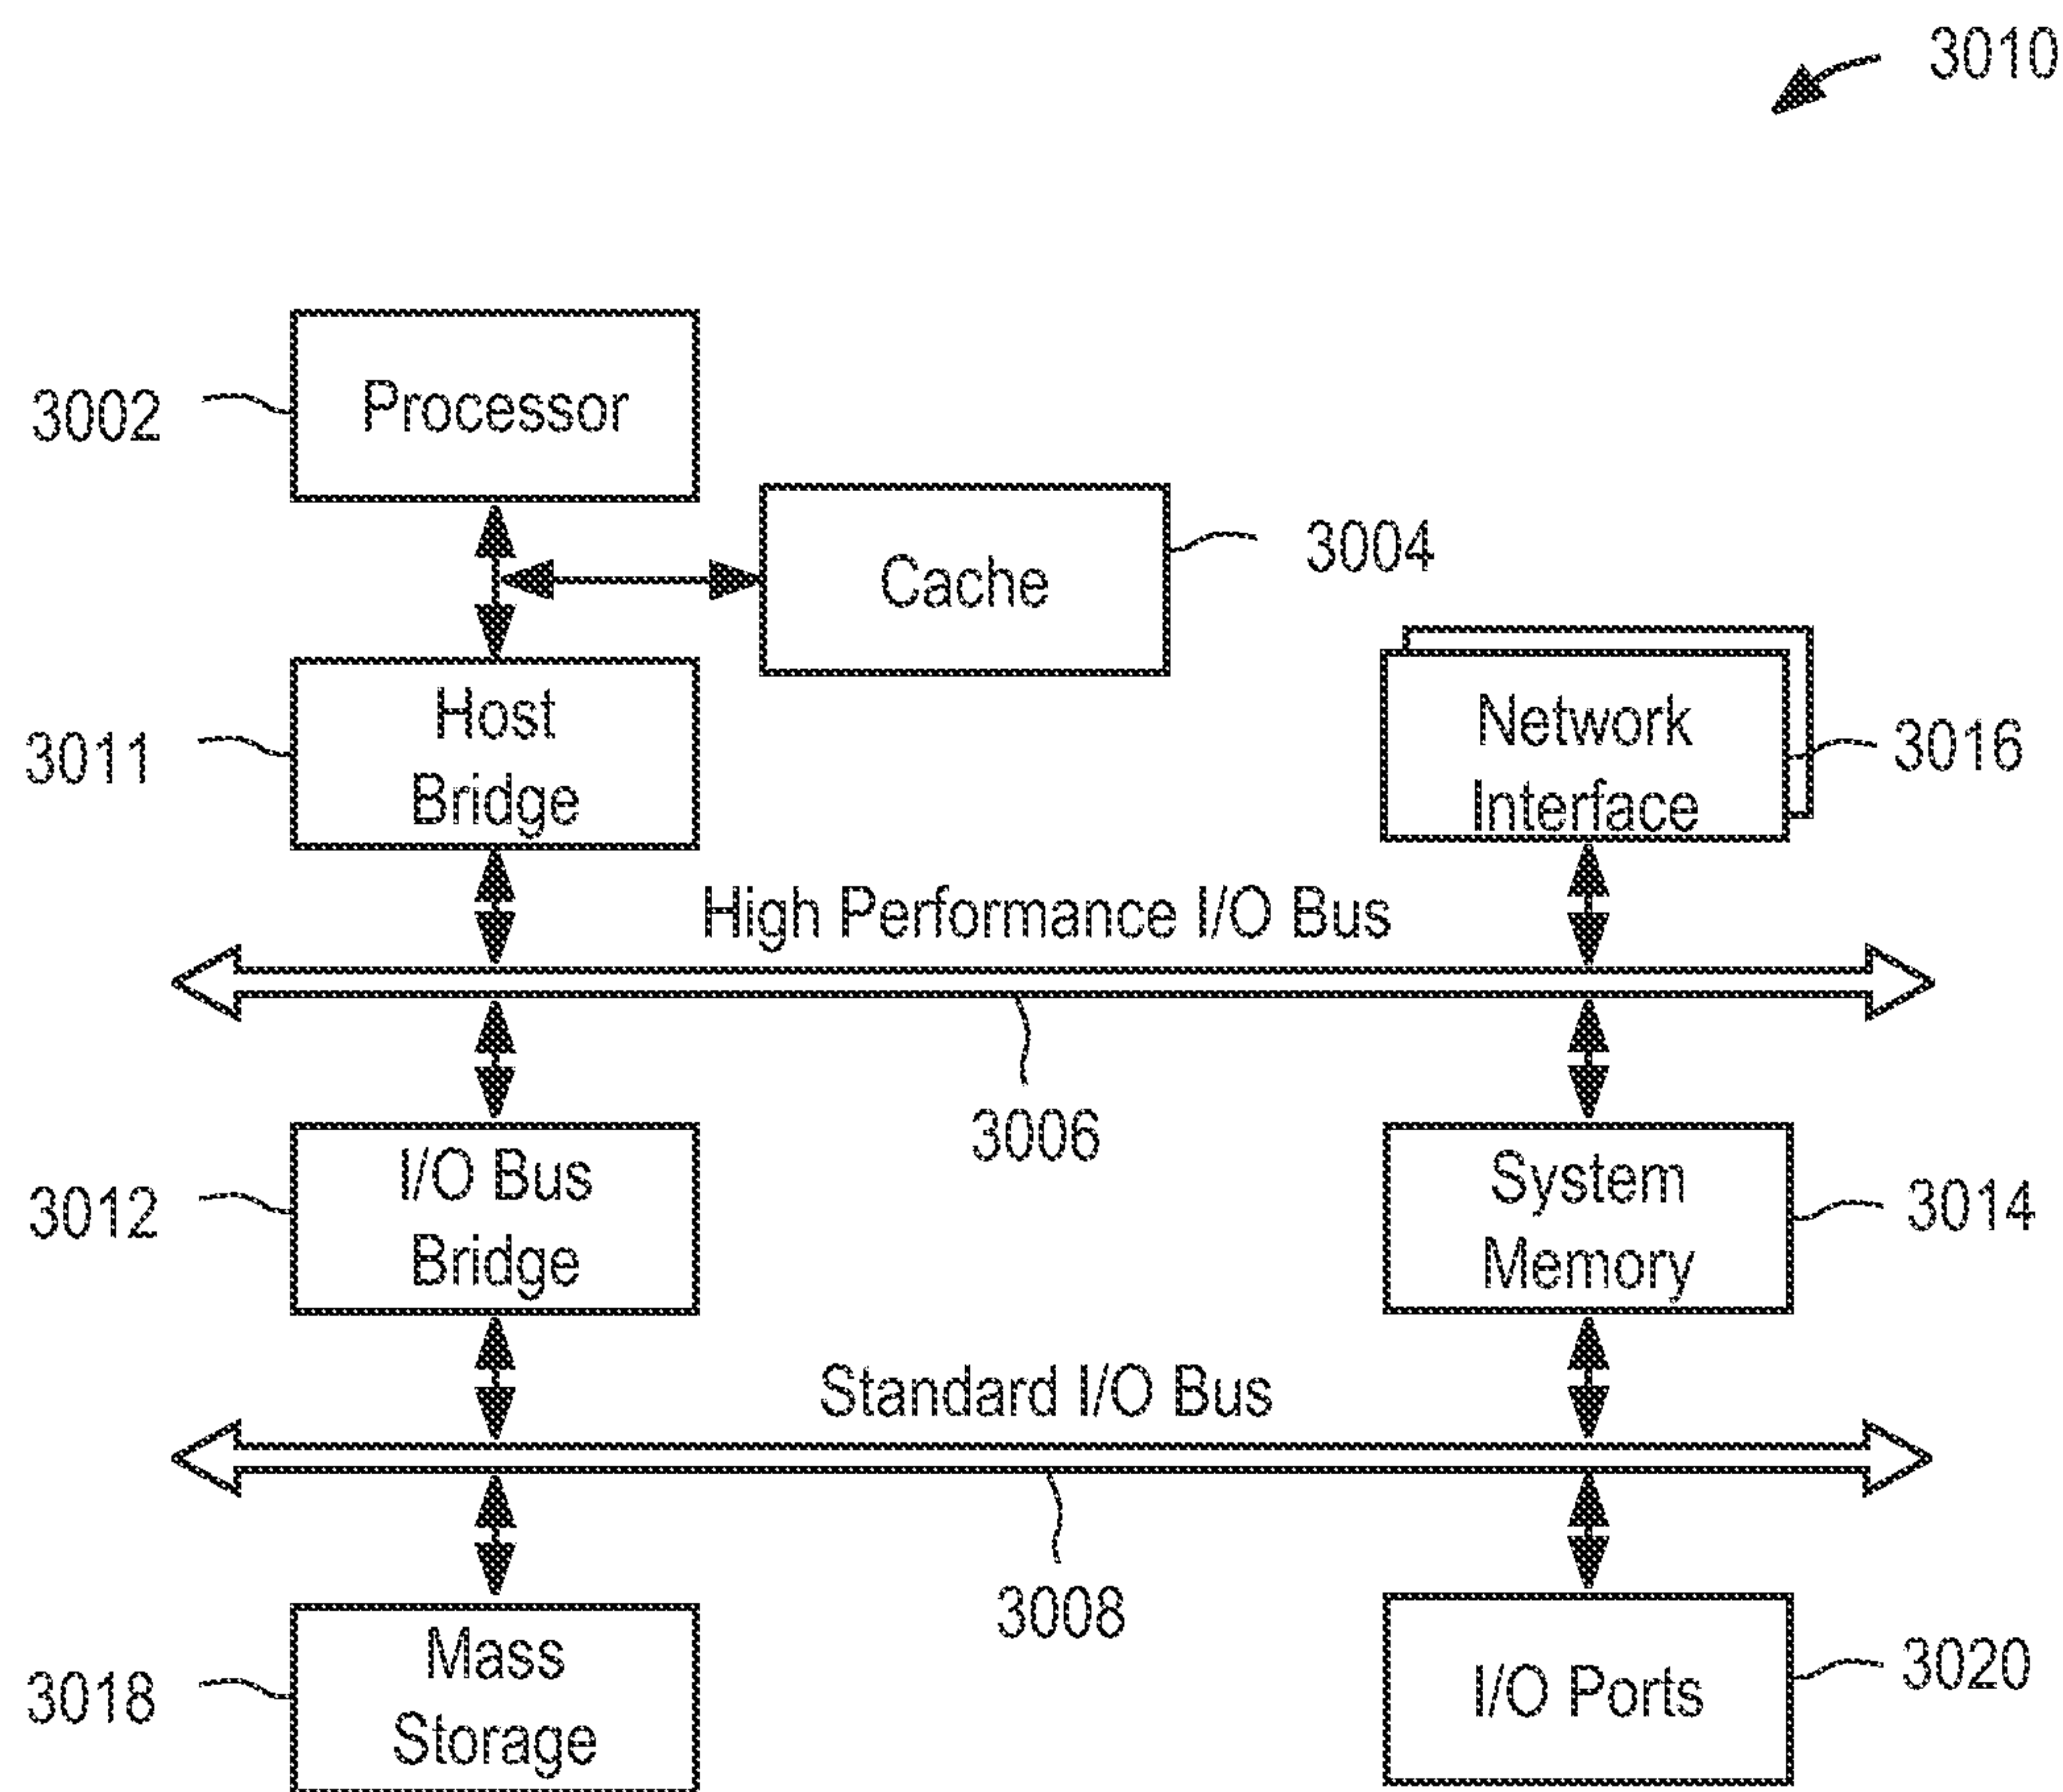 3010
3002
Processor
Cache
3004
3011
Host
Bridge
Network
Interface
3016
High Performance I/O Bus
3006
3012
I/O Bus
Bridge
System
Memory
3014
Standard I/O Bus
3008
3018
Mass
Storage
I/O Ports
3020